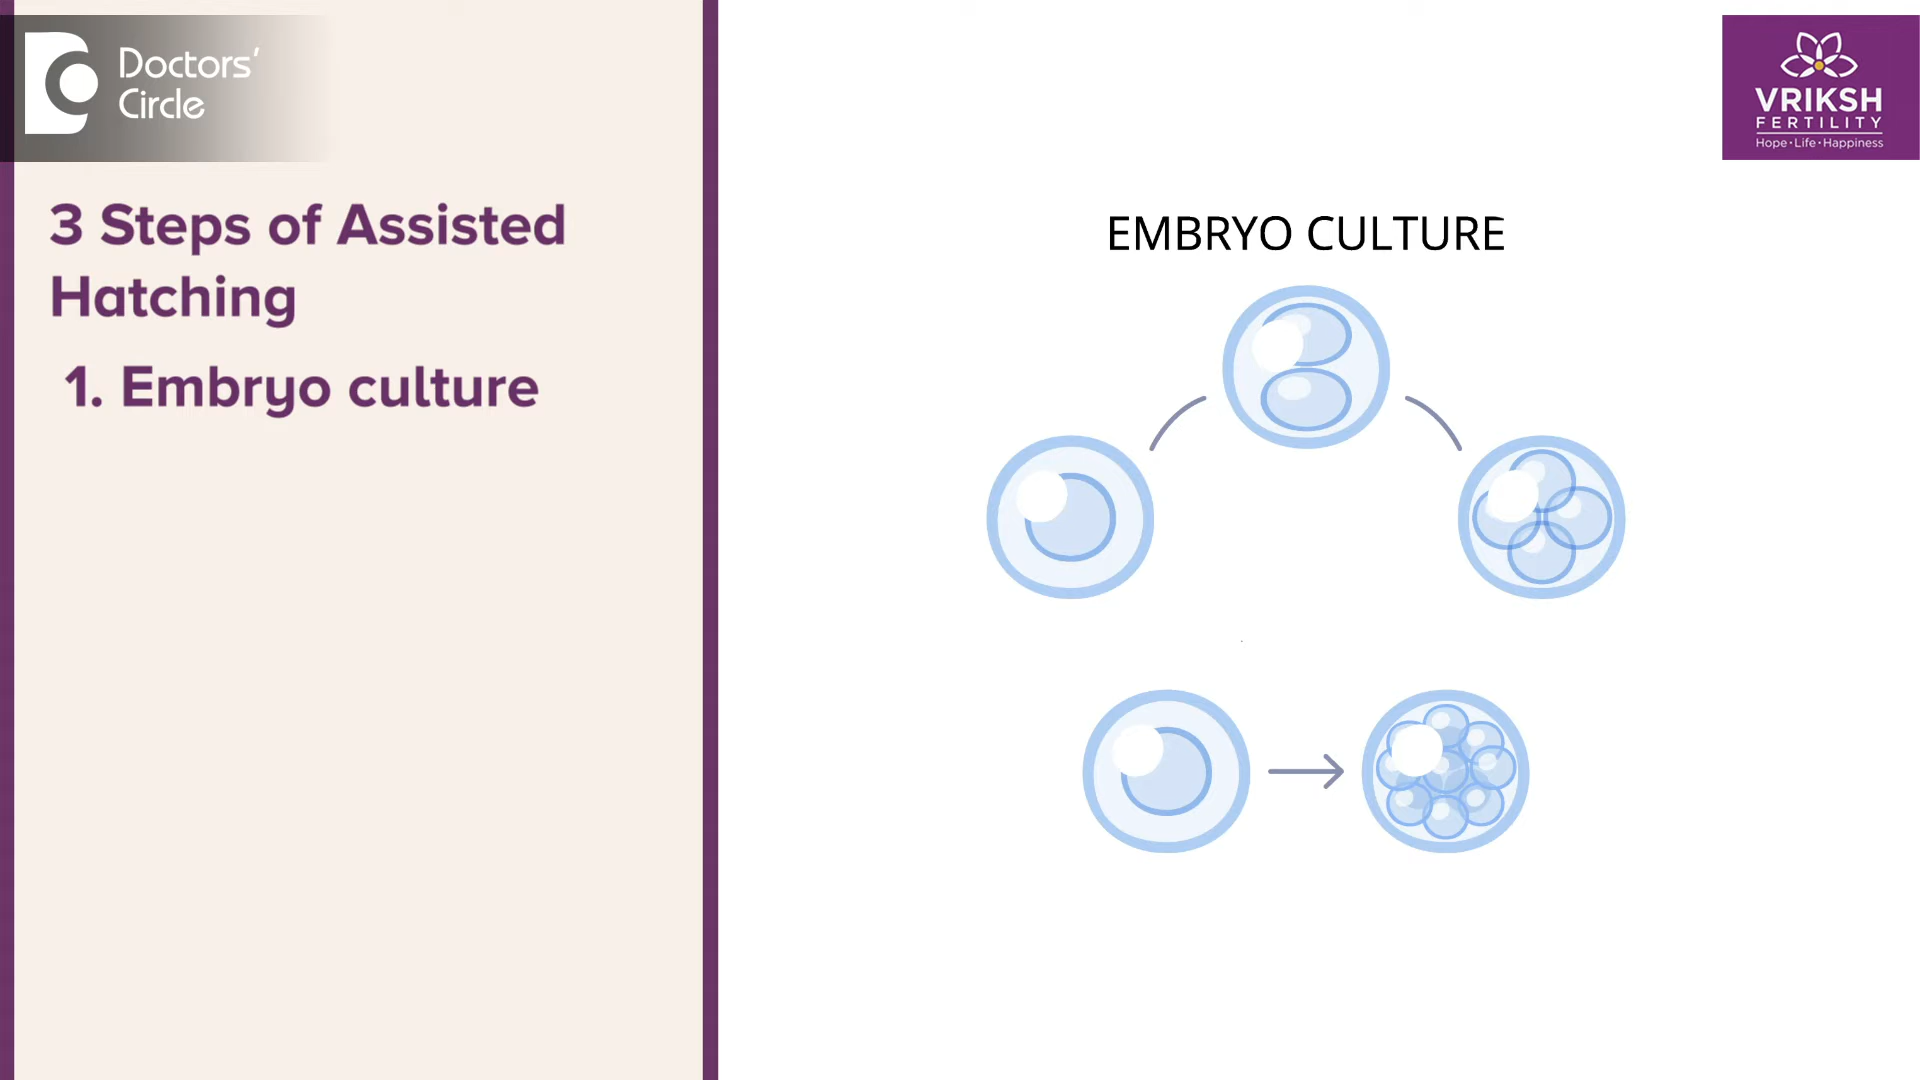 Doctors'
Circle
VRIKSH
FERTILITY
Hope·Life·Happiness
3 Steps of Assisted
Hatching
1. Embryo culture
EMBRYO CULTURE